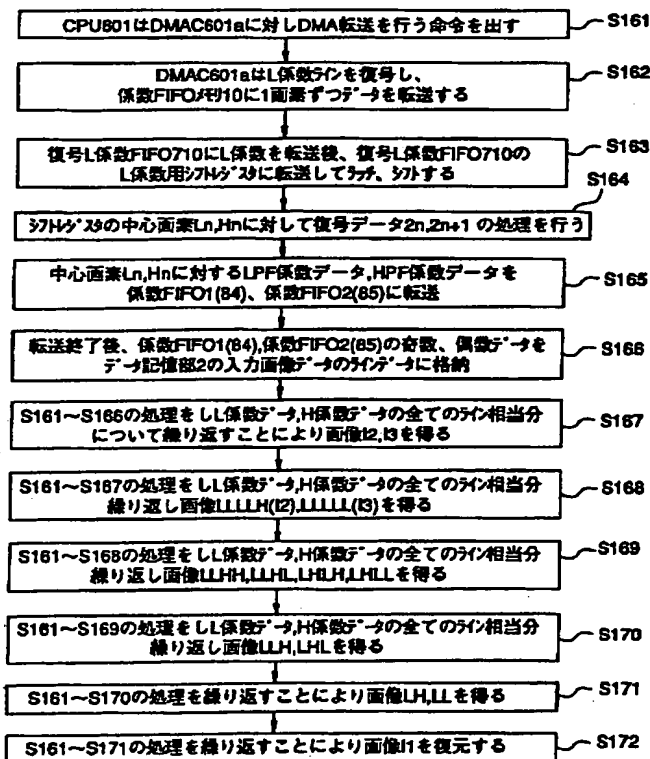 CPU601はDMAC601aに対しDMA転送を行う命令を出す
S161
DMAC601aはL係数ラインを復号し、
係数FIFOメモリ10に1画素ずつデータを転送する
S162
復号L係数FIFO710にL係数を転送後、復号L係数FIFO710の
L係数用シフトレジスタに転送してラッチ、シフトする
S163
S164
シフトレジスタの中心画素Ln,Hnに対して復号データ2n,2n+1 の処理を行う
中心画素Ln,Hnに対するLPF係数データ,HPF係数データを
係数FIFO1(84)、係数FIFO2(85)に転送
S165
転送終了後、係数FIFO1(84),係数FIFO2(85)の奇数、偶数データを
データ記憶部2の入力画像データのラインデータに格納
S166
S161〜S166の処理をしL係数データ,H係数データの全てのライン相当分
について繰り返すことにより画像I2,I3を得る
S167
S161〜S167の処理をしL係数データ,H係数データの全てのライン相当分
繰り返し画像LLLLH(I2),LLLLL(I3)を得る
S168
S161〜S168の処理をしL係数データ,H係数データの全てのライン相当分
繰り返し画像LLHH,LLHL,LHLH,LHLLを得る
S169
S161〜S169の処理をしL係数データ,H係数データの全てのライン相当分
繰り返し画像LLH,LHLを得る
S170
S161〜S170の処理を繰り返すことにより画像LH,LLを得る
S171
S161〜S171の処理を繰り返すことにより画像I1を復元する
S172